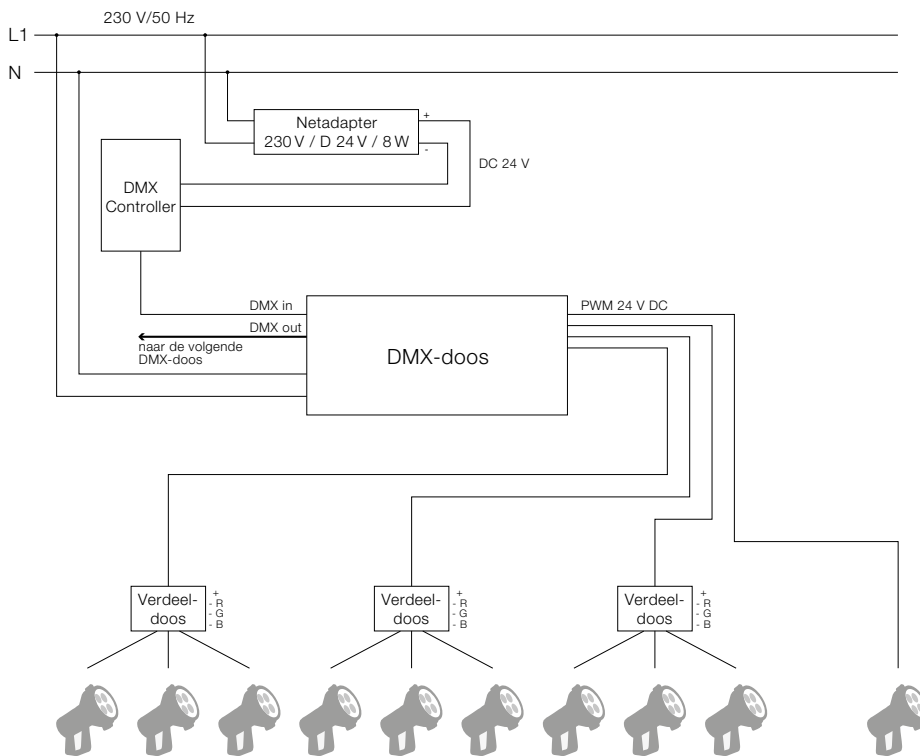 230 V/50 Hz
L1
N
Netadapter
230 V / D 24 V / 8 W
+
-
DC 24 V
DMX
Controller
DMX in
DMX out
naar de volgende
DMX-doos
DMX-doos
PWM 24 V DC
Verdeel-
doos
+
- R
- G
- B
Verdeel-
doos
+
- R
- G
- B
Verdeel-
doos
+
- R
- G
- B